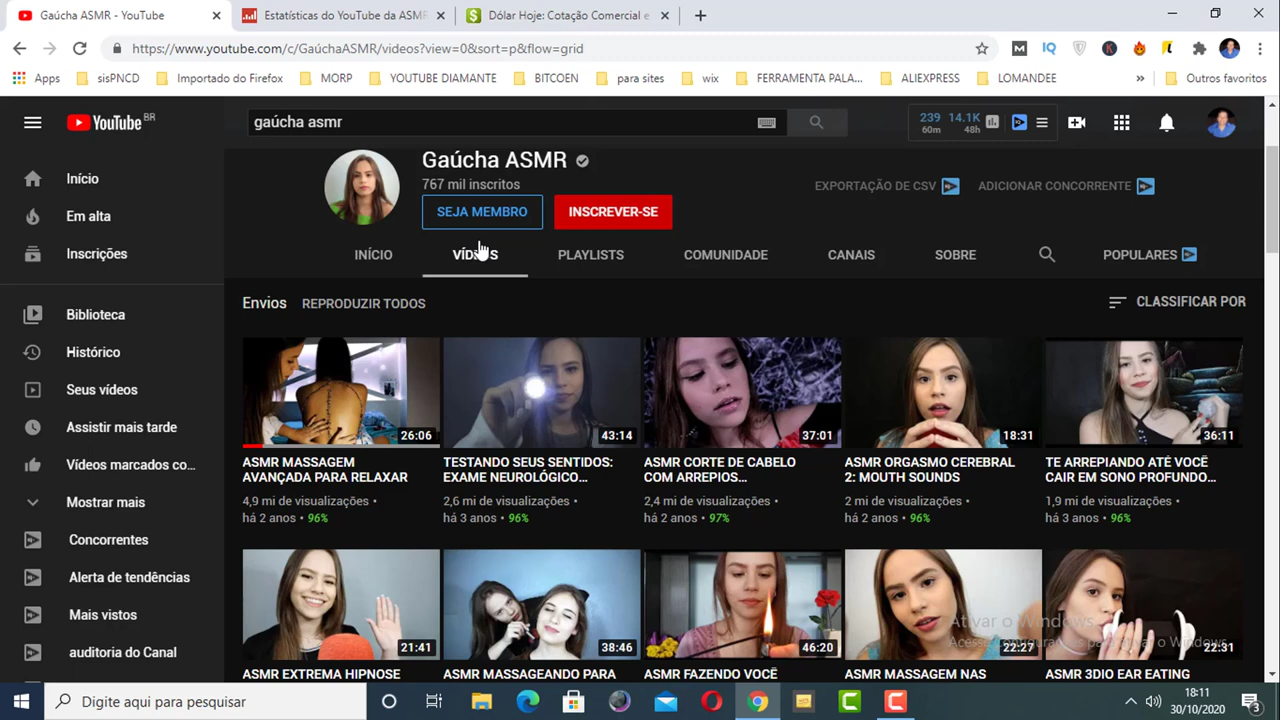 Gaúcha ASMR - YouTube
Estatísticas do YouTube da ASMR
Dólar Hoje: Cotação Comercial e
https://www.youtube.com/c/GaúchaASMR/videos?view=0&sort=p&flow=grid
Apps
sisPNCD
Importado do Firefox
MORP
YOUTUBE DIAMANTE
BITCOEN
para sites
wix
FERRAMENTA PALA...
ALIEXPRESS
LOMANDEE
Outros favoritos
YouTube BR
gaúcha asmr
239 14.1K
60m 48h
Início
Em alta
Inscrições
Biblioteca
Histórico
Seus vídeos
Assistir mais tarde
Vídeos marcados co...
Mostrar mais
Concorrentes
Alerta de tendências
Mais vistos
auditoria do Canal
Gaúcha ASMR
767 mil inscritos
SEJA MEMBRO
INSCREVER-SE
EXPORTAÇÃO DE CSV
ADICIONAR CONCORRENTE
INÍCIO
VÍDEOS
PLAYLISTS
COMUNIDADE
CANAIS
SOBRE
POPULARES
Envios
REPRODUZIR TODOS
CLASSIFICAR POR
26:06
ASMR MASSAGEM
AVANÇADA PARA RELAXAR
4,9 mi de visualizações •
há 2 anos • 96%
43:14
TESTANDO SEUS SENTIDOS:
EXAME NEUROLÓGICO...
2,6 mi de visualizações •
há 3 anos • 96%
37:01
ASMR CORTE DE CABELO
COM ARREPIOS...
2,4 mi de visualizações •
há 2 anos • 97%
18:31
ASMR ORGASMO CEREBRAL
2: MOUTH SOUNDS
2 mi de visualizações •
há 2 anos • 96%
36:11
TE ARREPIANDO ATÉ VOCÊ
CAIR EM SONO PROFUNDO...
1,9 mi de visualizações •
há 3 anos • 96%
21:41
ASMR EXTREMA HIPNOSE
38:46
ASMR MASSAGEANDO PARA
46:20
ASMR FAZENDO VOCÊ
22:27
ASMR MASSAGEM NAS
22:31
ASMR 3DIO EAR EATING
Ativar o Windows
Acesse Configurações para ativar o Windows.
Digite aqui para pesquisar
18:11
30/10/2020
3